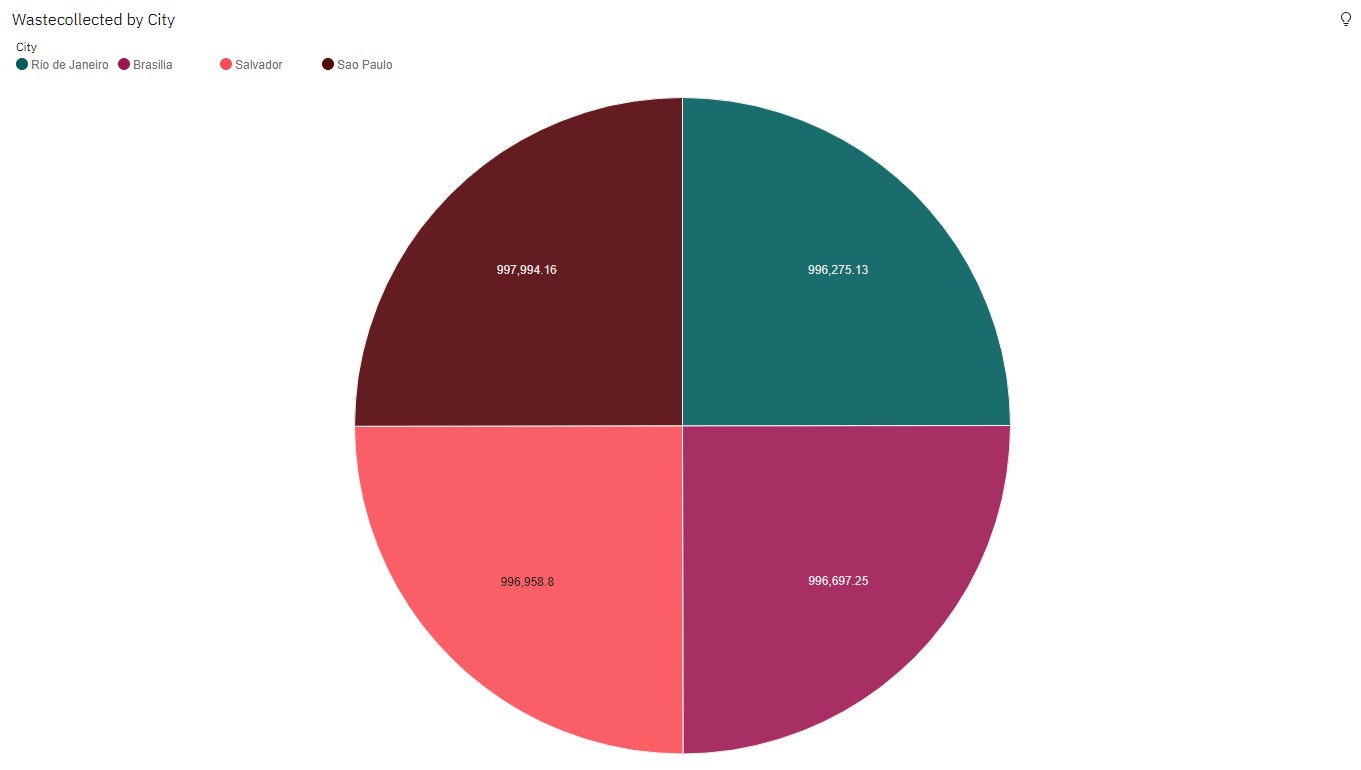 Wastecollected by City
City
Rio de Janeiro Brasilia Salvador Sao Paulo
997,994.16 996,275.13
996,958.8 996,697.25